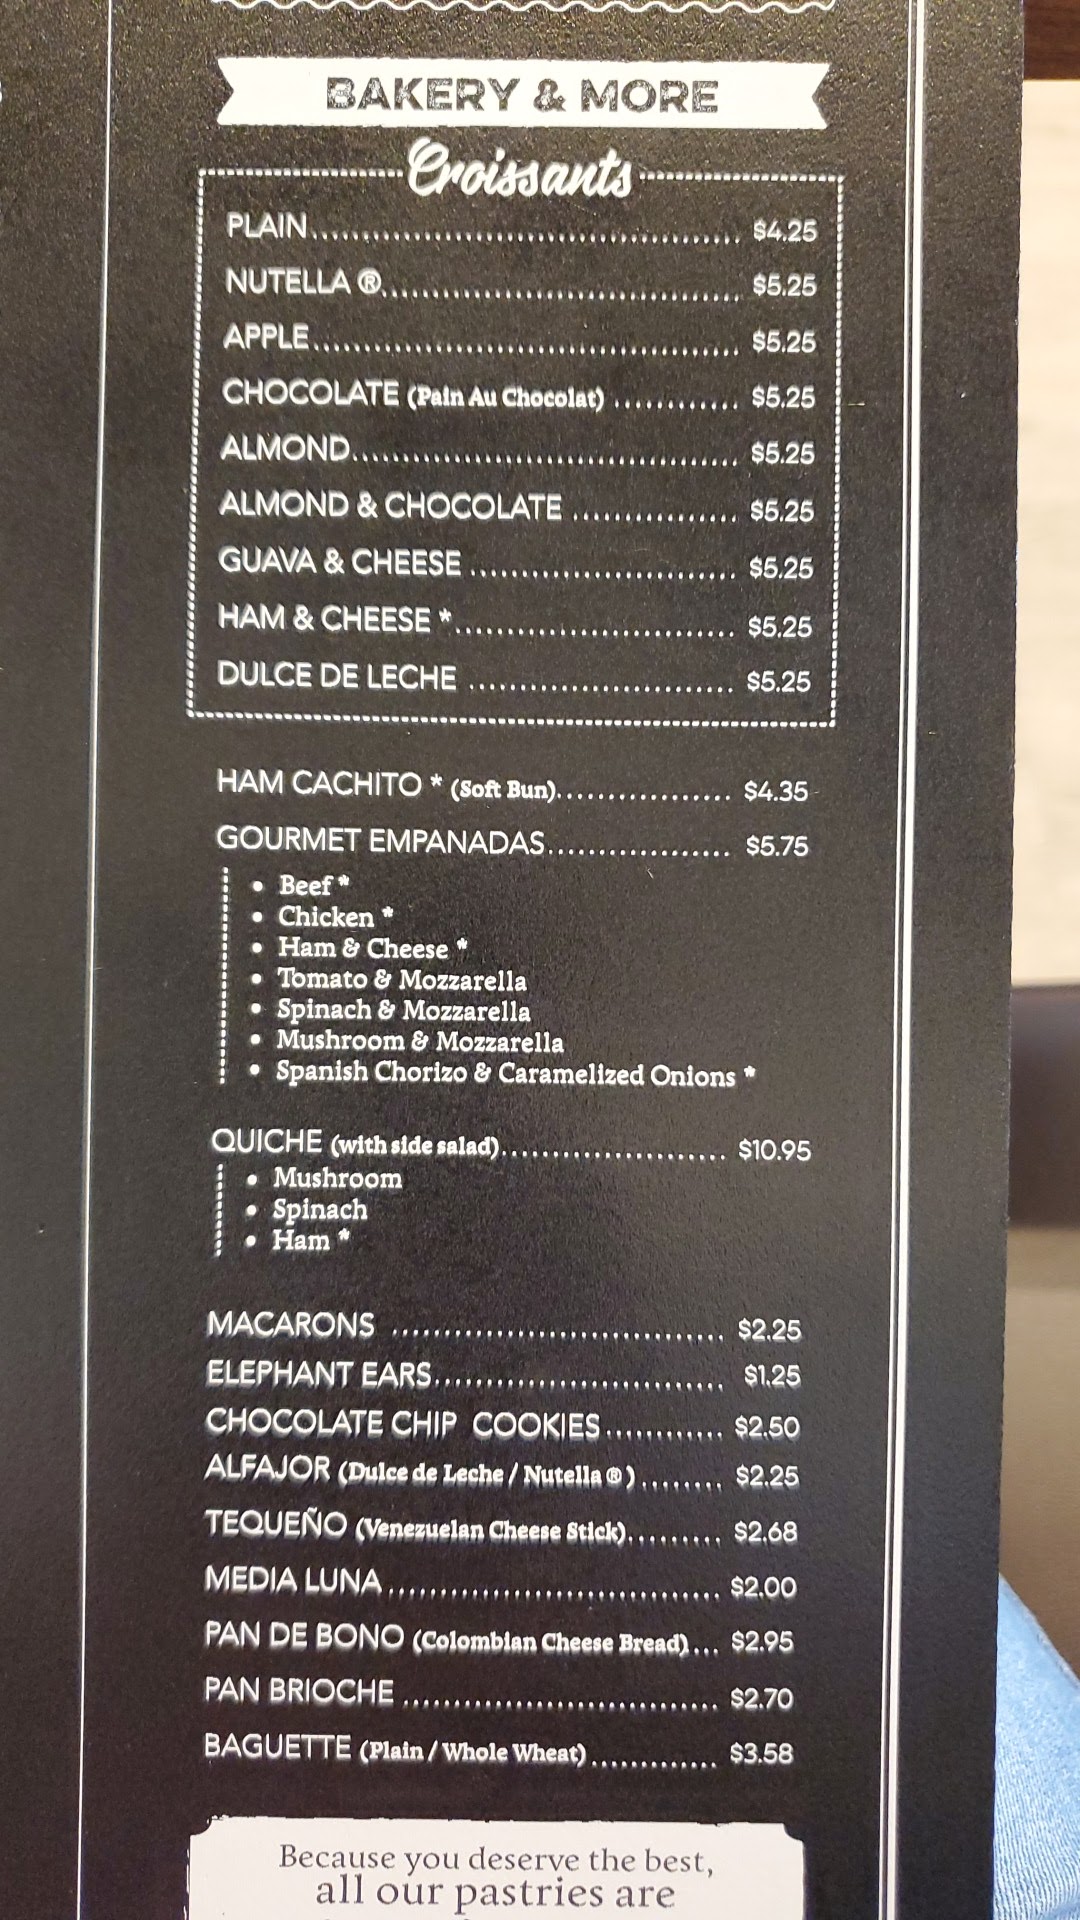 BAKERY & MORE
Croissants
PLAIN........................................ $4.25
NUTELLA ®.................................. $5.25
APPLE........................................ $5.25
CHOCOLATE (Pain Au Chocolat) ............ $5.25
ALMOND..................................... $5.25
ALMOND & CHOCOLATE ................ $5.25
GUAVA & CHEESE .......................... $5.25
HAM & CHEESE *........................... $5.25
DULCE DE LECHE .......................... $5.25
HAM CACHITO * (Soft Bun)................. $4.35
GOURMET EMPANADAS.................. $5.75
• Beef *
• Chicken *
• Ham & Cheese *
• Tomato & Mozzarella
• Spinach & Mozzarella
• Mushroom & Mozzarella
• Spanish Chorizo & Caramelized Onions *
QUICHE (with side salad)...................... $10.95
• Mushroom
• Spinach
• Ham *
MACARONS ................................ $2.25
ELEPHANT EARS............................ $1.25
CHOCOLATE CHIP COOKIES............ $2.50
ALFAJOR (Dulce de Leche / Nutella ® )........ $2.25
TEQUEÑO (Venezuelan Cheese Stick)......... $2.68
MEDIA LUNA ................................ $2.00
PAN DE BONO (Colombian Cheese Bread)... $2.95
PAN BRIOCHE ............................... $2.70
BAGUETTE (Plain / Whole Wheat) ............. $3.58
Because you deserve the best,
all our pastries are